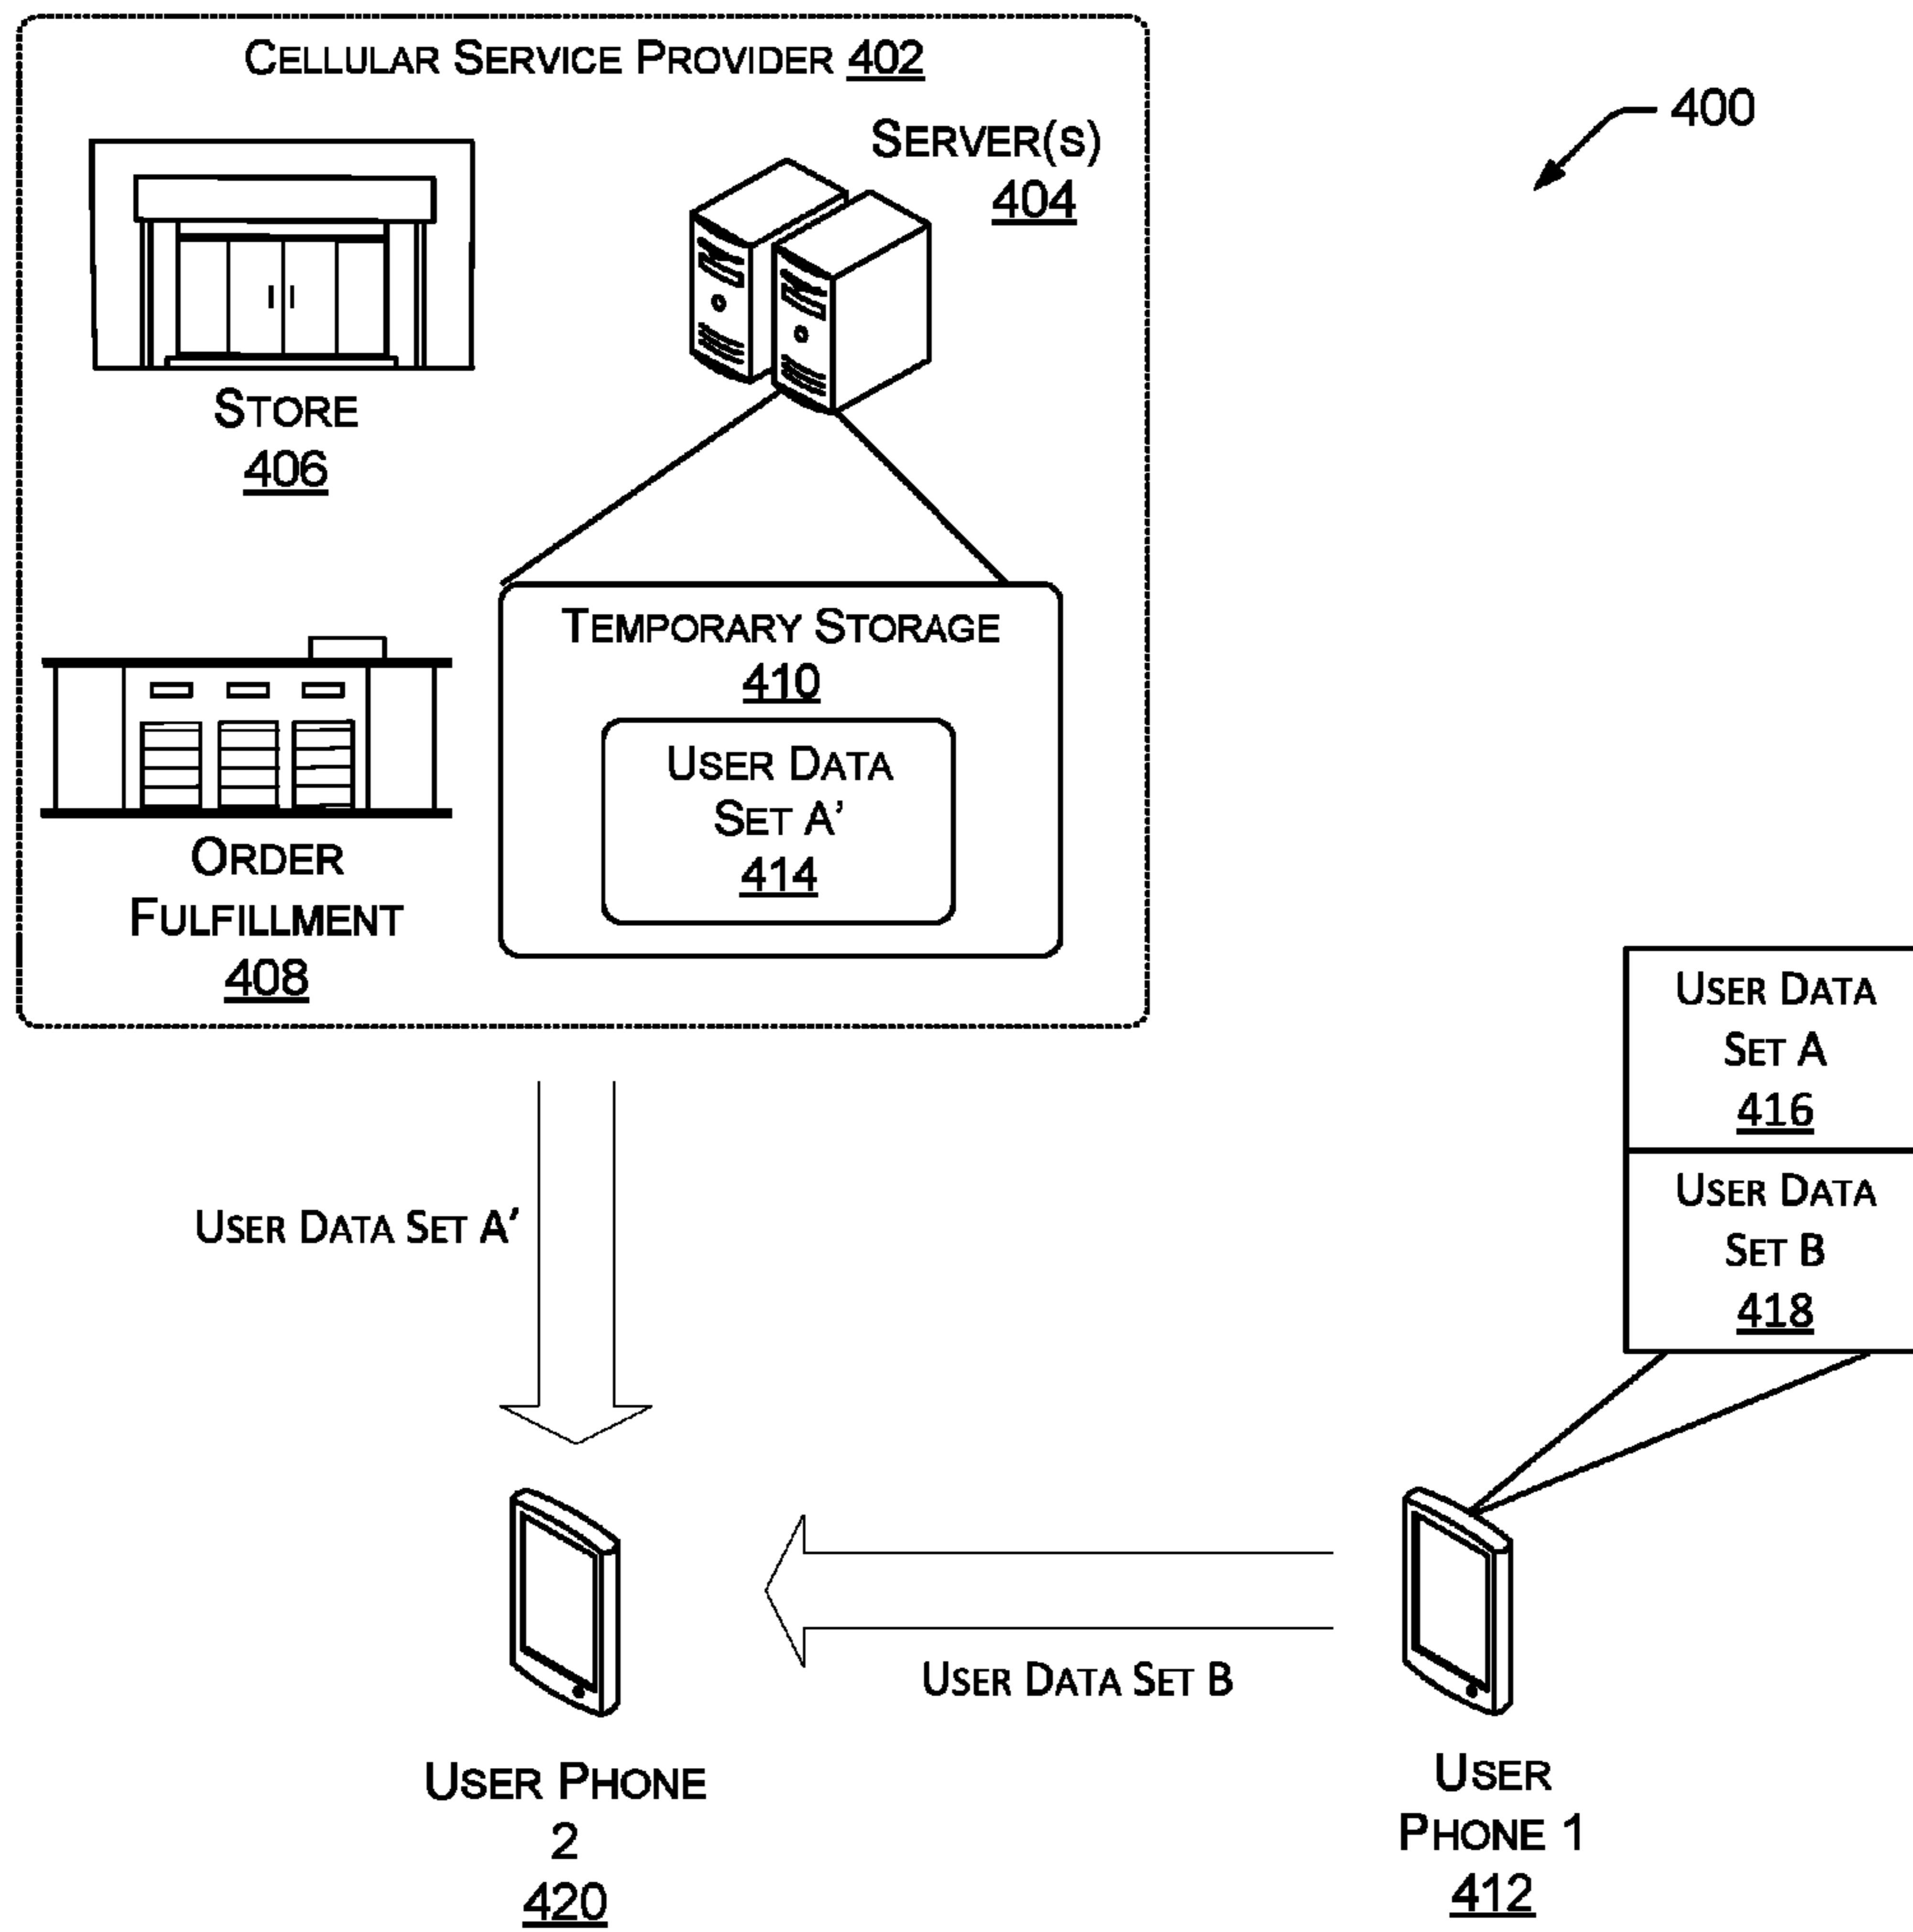 CELLULAR SERVICE PROVIDER 402
400
SERVER(S)
404
STORE
406
TEMPORARY STORAGE
410
USER DATA
SET A'
414
ORDER
FULFILLMENT
408
USER DATA
SET A
416
USER DATA
SET B
418
USER DATA SET A'
USER DATA SET B
USER PHONE
2
420
USER
PHONE 1
412